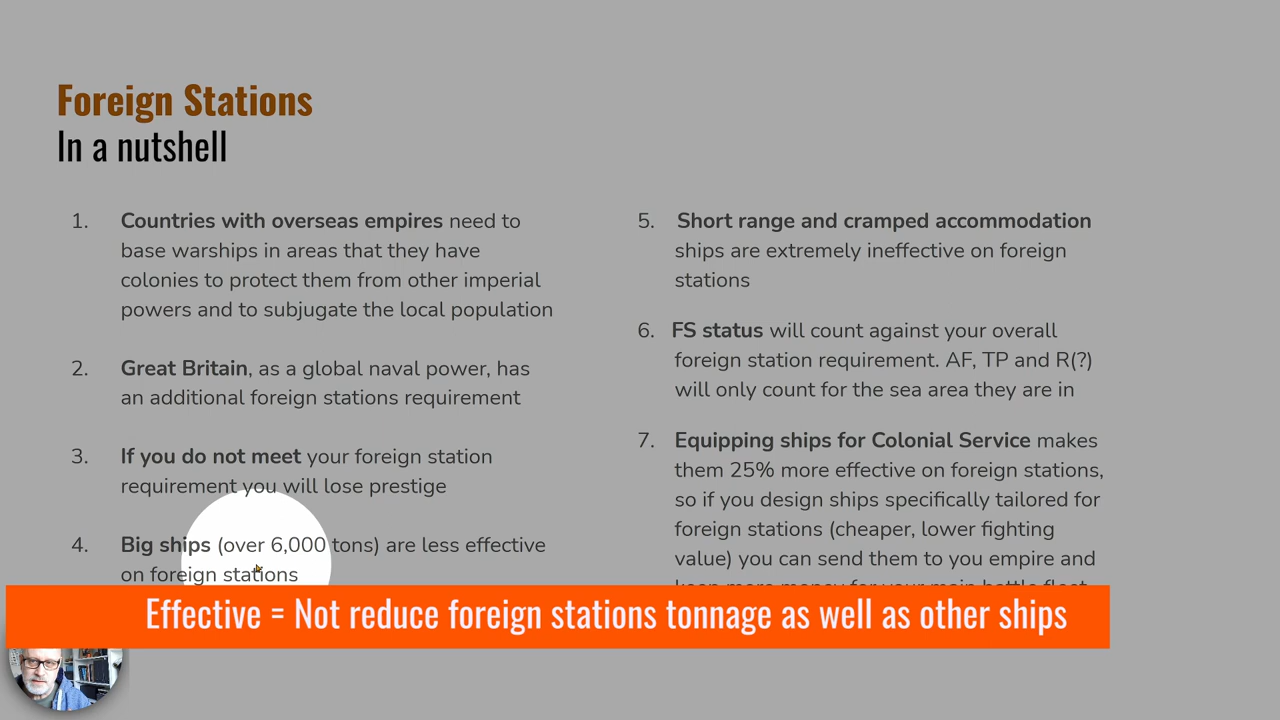 Foreign Stations
In a nutshell
1. Countries with overseas empires need to
base warships in areas that they have
colonies to protect them from other imperial
powers and to subjugate the local population
2. Great Britain, as a global naval power, has
an additional foreign stations requirement
3. If you do not meet your foreign station
requirement you will lose prestige
4. Big ships (over 6,000 tons) are less effective
on foreign stations
5. Short range and cramped accommodation
ships are extremely ineffective on foreign
stations
6. FS status will count against your overall
foreign station requirement. AF, TP and R(?)
will only count for the sea area they are in
7. Equipping ships for Colonial Service makes
them 25% more effective on foreign stations,
so if you design ships specifically tailored for
foreign stations (cheaper, lower fighting
value) you can send them to you empire and
keep more money for your main battle fleet
Effective = Not reduce foreign stations tonnage as well as other ships